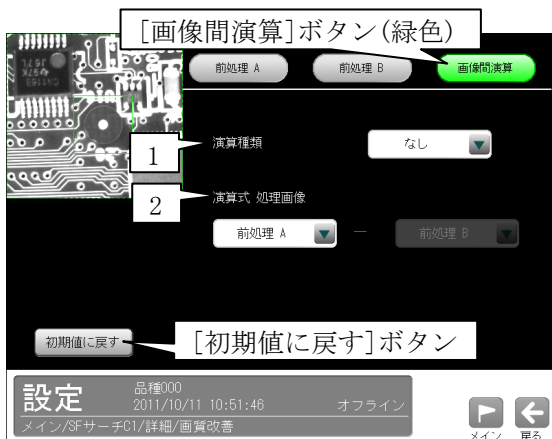 [画像間演算]ボタン(緑色)
前処理 A
前処理 B
画像間演算
1
演算種類
なし
2
演算式 処理画像
前処理 A
—
前処理 B
初期値に戻す
[初期値に戻す]ボタン
設定
品種000
2011/10/11 10:51:46
オフライン
メイン/SFサーチC1/詳細/画質改善
メイン
戻る